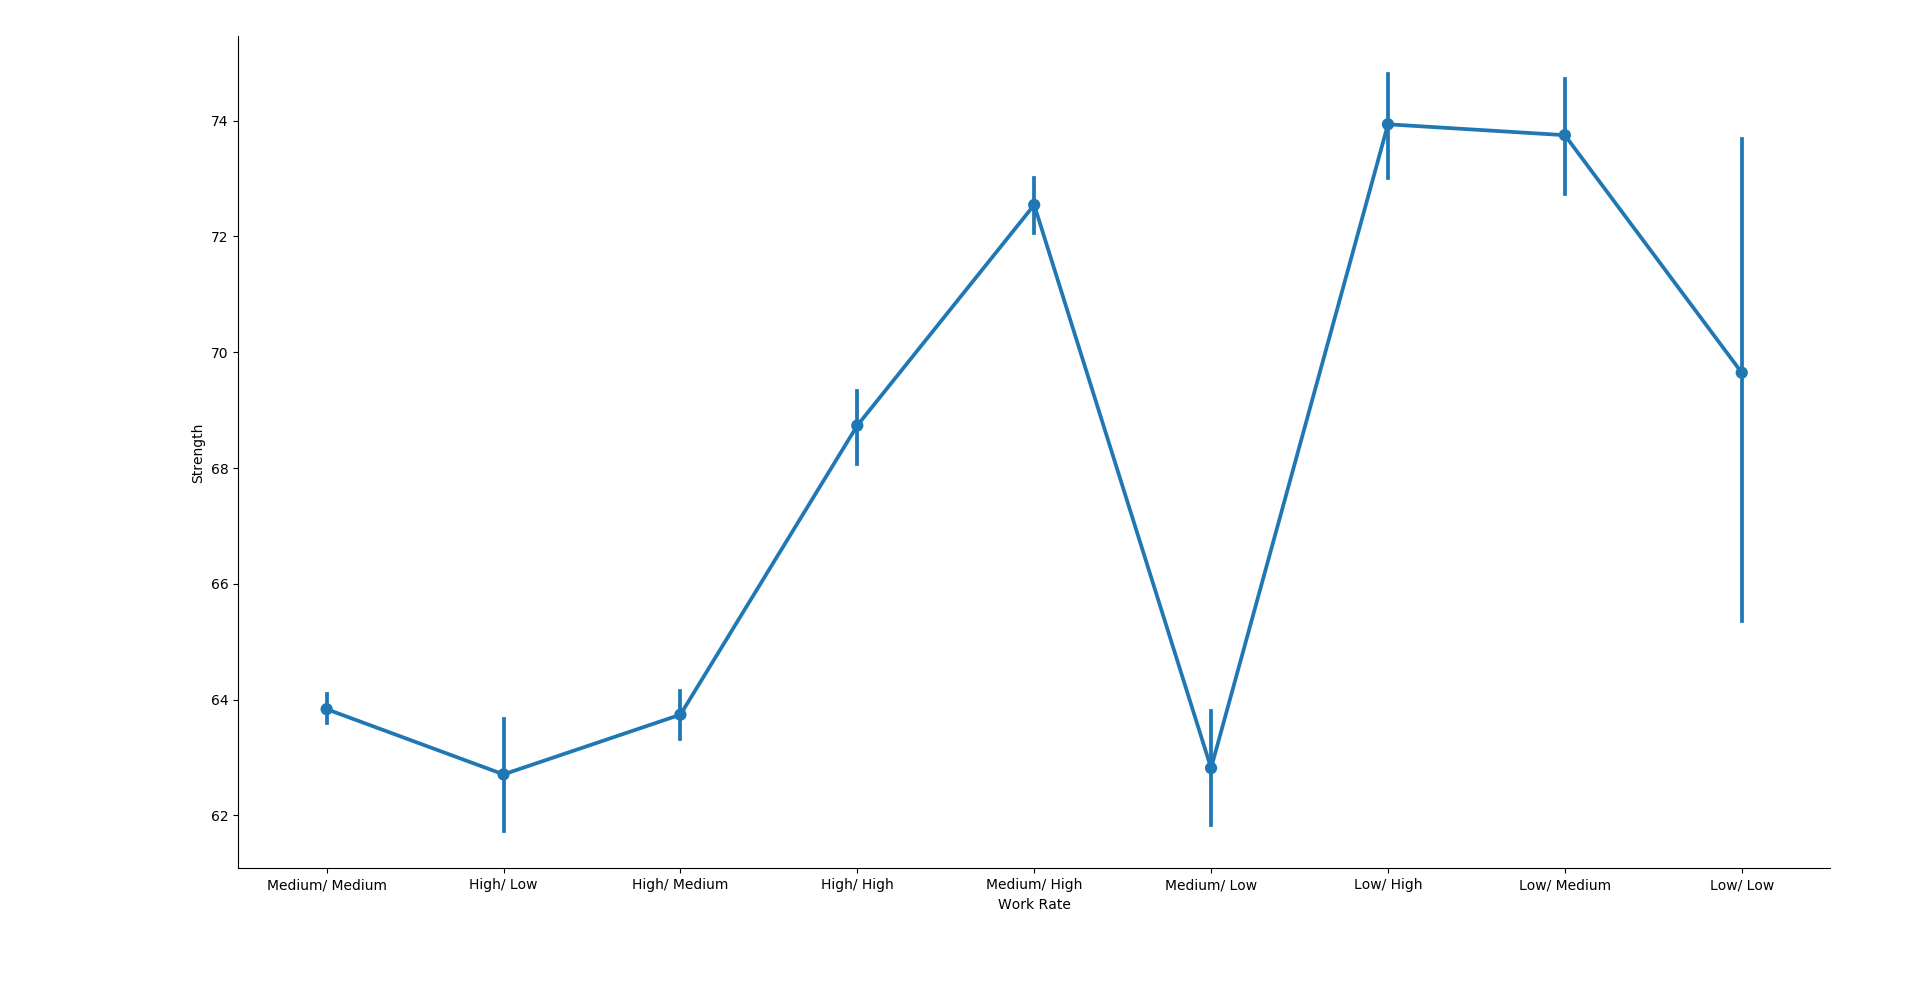 74
72
70
68
66
64
62
Strength
Medium/ Medium
High/ Low
High/ Medium
High/ High
Medium/ High
Medium/ Low
Low/ High
Low/ Medium
Low/ Low
Work Rate